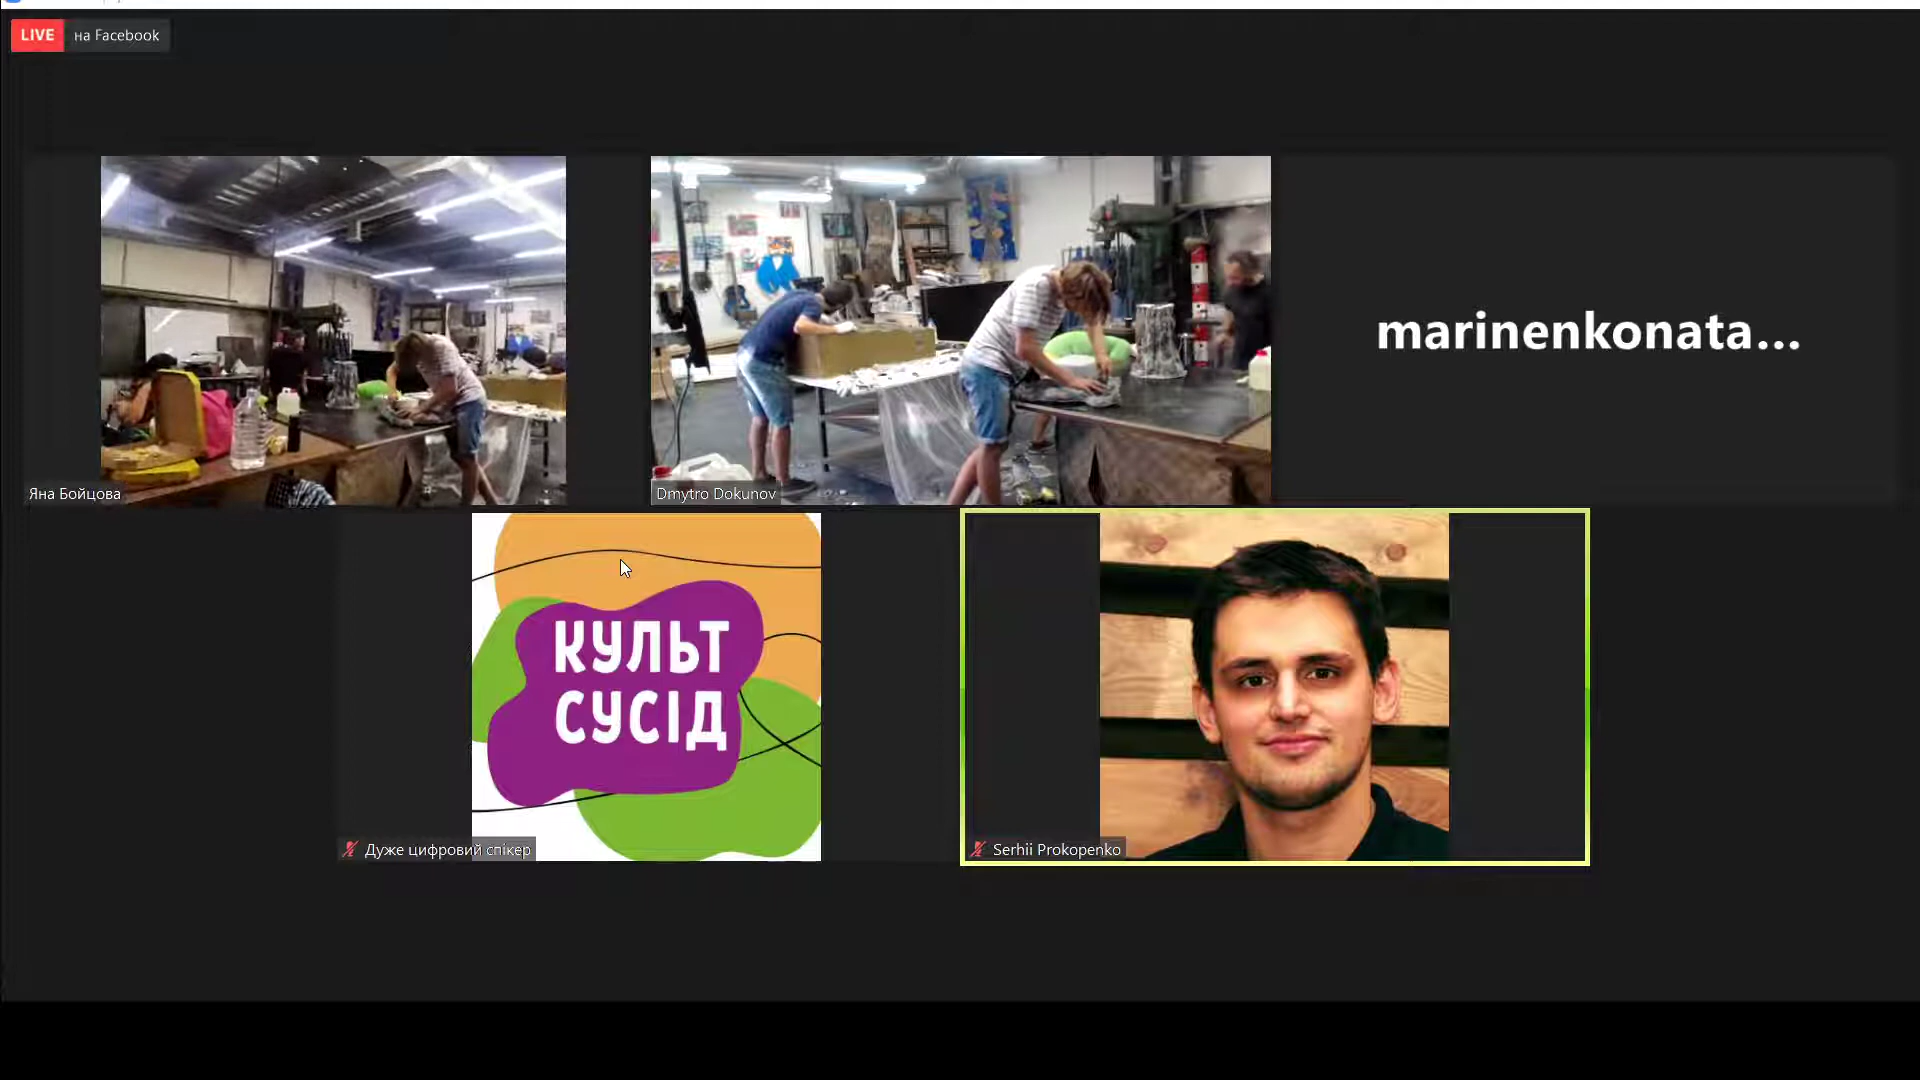 LIVE на Facebook
marinenkonata...
Яна Бойцова
Dmytro Dokunov
КУЛЬТ
СУСІД
Дуже цифровий спікер
Serhii Prokopenko